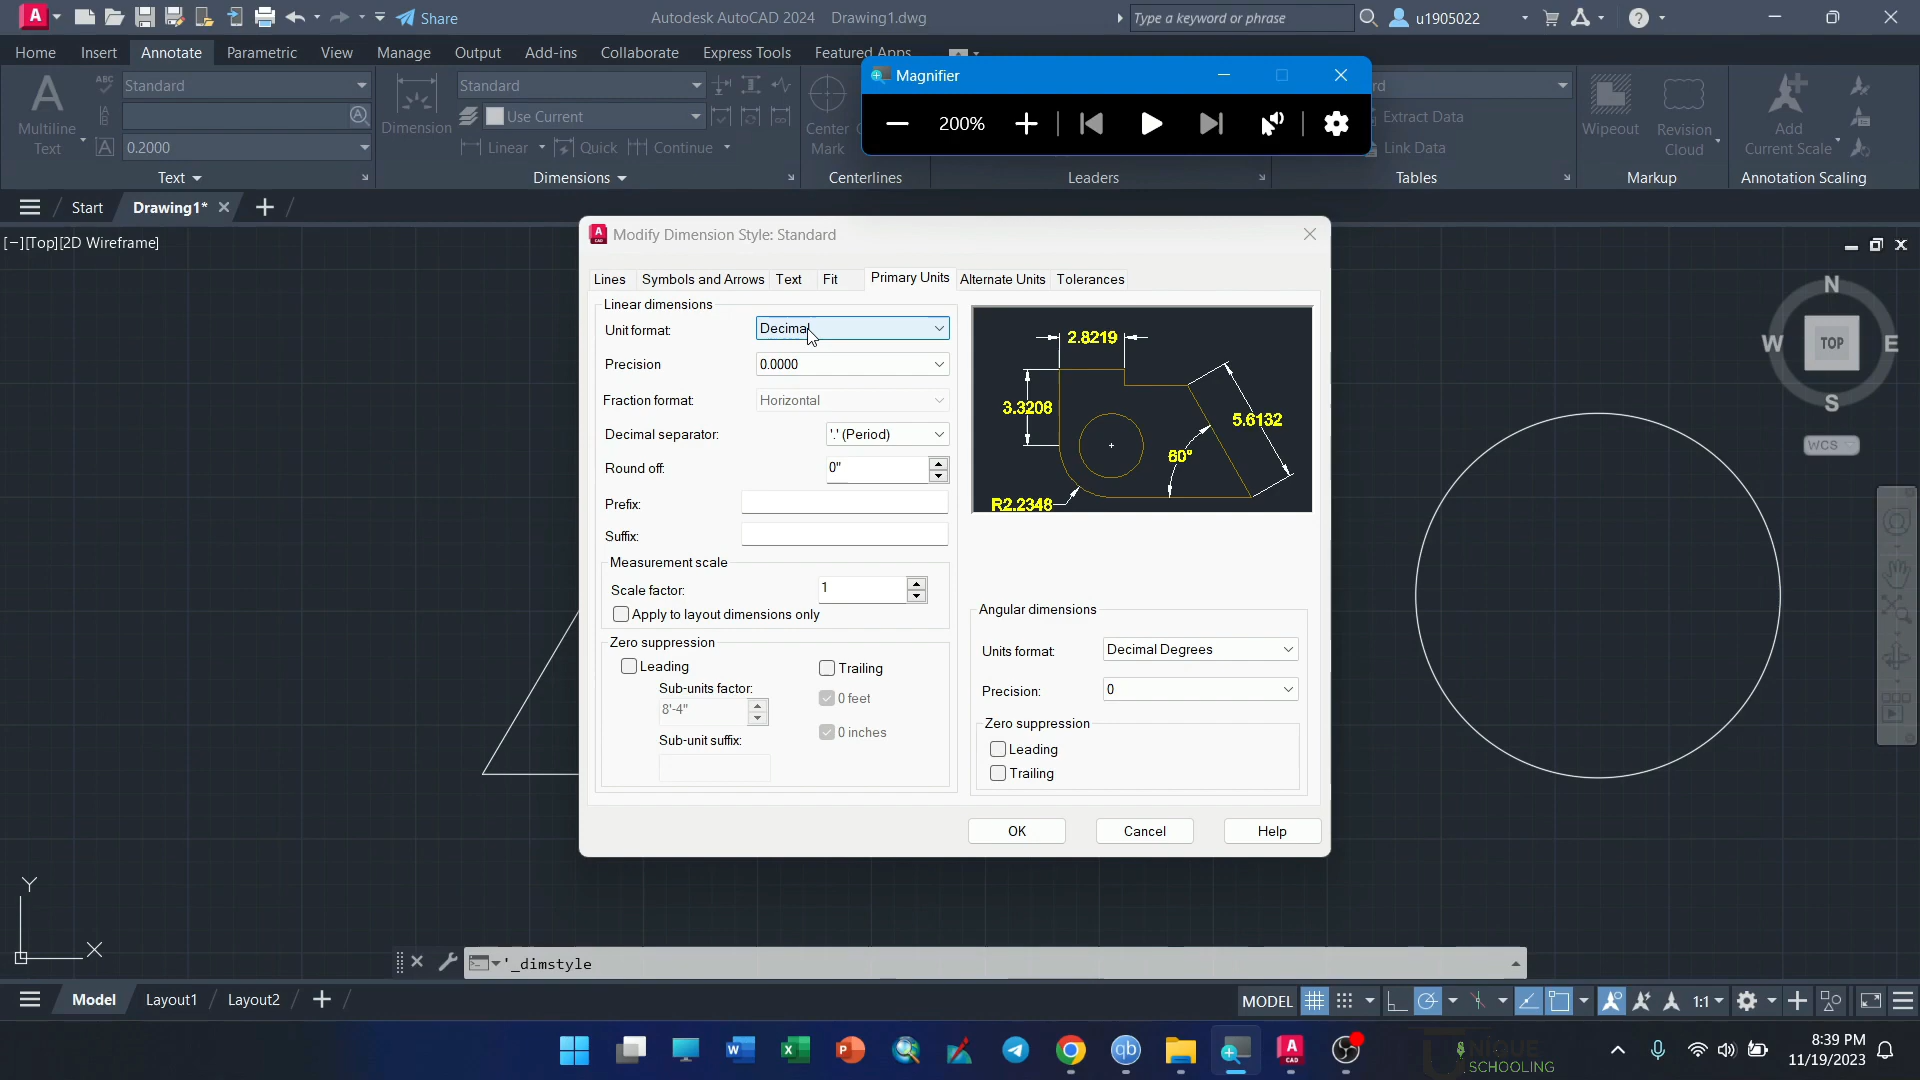 Share
Autodesk AutoCAD 2024 Drawing1.dwg
Type a keyword or phrase
u1905022
Home Insert Annotate Parametric View Manage Output Add-ins Collaborate Express Tools Featured Apps
Magnifier
200%
Multiline
Text
Standard
0.2000
Text
Dimension
Standard
Use Current
Linear Quick Continue
Dimensions
Center
Mark
Centerlines
Leaders
Extract Data
Link Data
Tables
Wipeout
Revision
Cloud
Markup
Add
Current Scale
Annotation Scaling
Start Drawing1*
[−][Top][2D Wireframe]
Modify Dimension Style: Standard
Lines Symbols and Arrows Text Fit Primary Units Alternate Units Tolerances
Linear dimensions
Unit format: Decimal
Precision 0.0000
Fraction format: Horizontal
Decimal separator: '.' (Period)
Round off: 0"
Prefix:
Suffix:
Measurement scale
Scale factor: 1
Apply to layout dimensions only
Zero suppression
Leading
Trailing
Sub-units factor:
8'-4"
0 feet
Sub-unit suffix:
0 inches
2.8219
3.3208
5.6132
60°
R2.2348
Angular dimensions
Units format: Decimal Degrees
Precision: 0
Zero suppression
Leading
Trailing
OK Cancel Help
N
W TOP E
S
WCS
Y
X
'_dimstyle
Model Layout1 Layout2
MODEL
1:1
UNIQUE
SCHOOLING
8:39 PM
11/19/2023